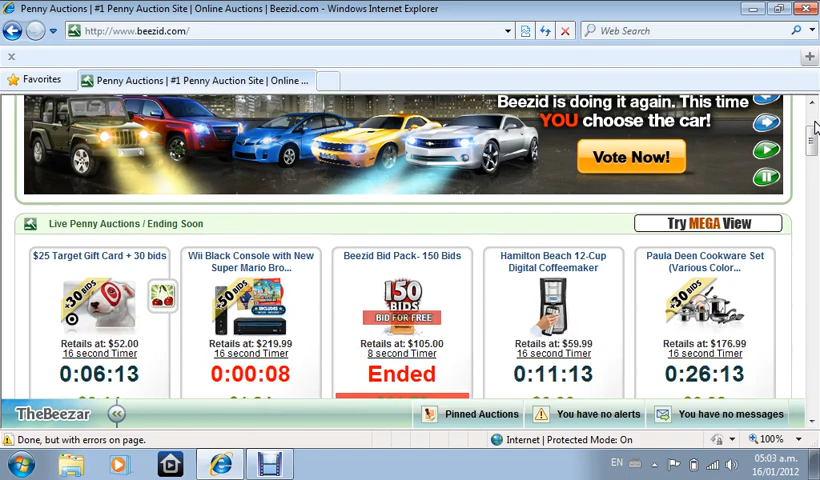 Penny Auctions | #1 Penny Auction Site | Online Auctions | Beezid.com - Windows Internet Explorer
http://www.beezid.com/
Web Search
x
Favorites
Penny Auctions | #1 Penny Auction Site | Online ...
Beezid is doing it again. This time
YOU choose the car!
Vote Now!
Live Penny Auctions / Ending Soon
Try MEGA View
$25 Target Gift Card + 30 bids
+30 BIDS
Retails at: $52.00
16 second Timer
0:06:13
Wii Black Console with New
Super Mario Bro...
+50 BIDS
Retails at: $219.99
16 second Timer
0:00:08
Beezid Bid Pack- 150 Bids
150
BIDS
BID FOR FREE
Retails at: $105.00
8 second Timer
Ended
Hamilton Beach 12-Cup
Digital Coffeemaker
Retails at: $59.99
16 second Timer
0:11:13
Paula Deen Cookware Set
(Various Color...
+30 BIDS
Retails at: $176.99
16 second Timer
0:26:13
TheBeezar
Pinned Auctions
You have no alerts
You have no messages
Done, but with errors on page.
Internet | Protected Mode: On
100%
EN
05:03 a.m.
16/01/2012